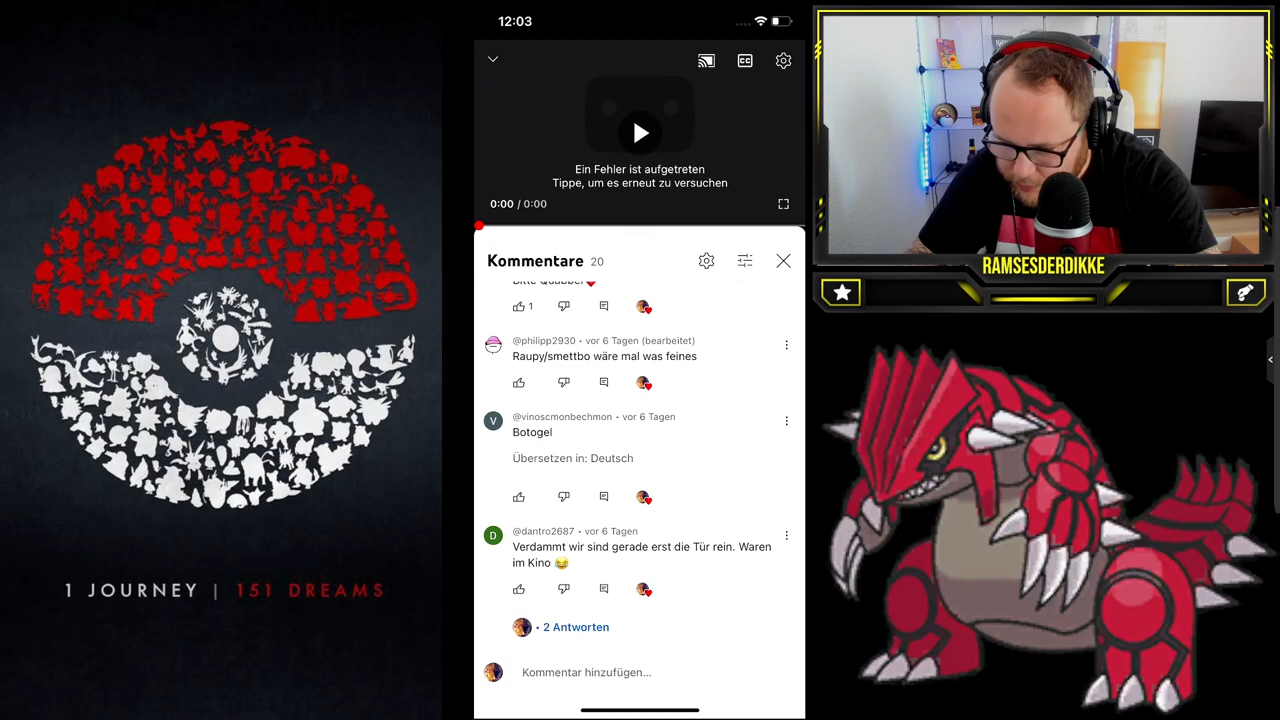 1 JOURNEY | 151 DREAMS
12:03
CC
Ein Fehler ist aufgetreten
Tippe, um es erneut zu versuchen
0:00 / 0:00
Kommentare 20
Bitte Quabbel❤️
1
@philipp2930 • vor 6 Tagen (bearbeitet)
Raupy/smettbo wäre mal was feines
V
@vinoscmonbechmon • vor 6 Tagen
Botogel
Übersetzen in: Deutsch
D
@dantro2687 • vor 6 Tagen
Verdammt wir sind gerade erst die Tür rein. Waren
im Kino 😂
• 2 Antworten
Kommentar hinzufügen...
RAMSESDERDIKKE